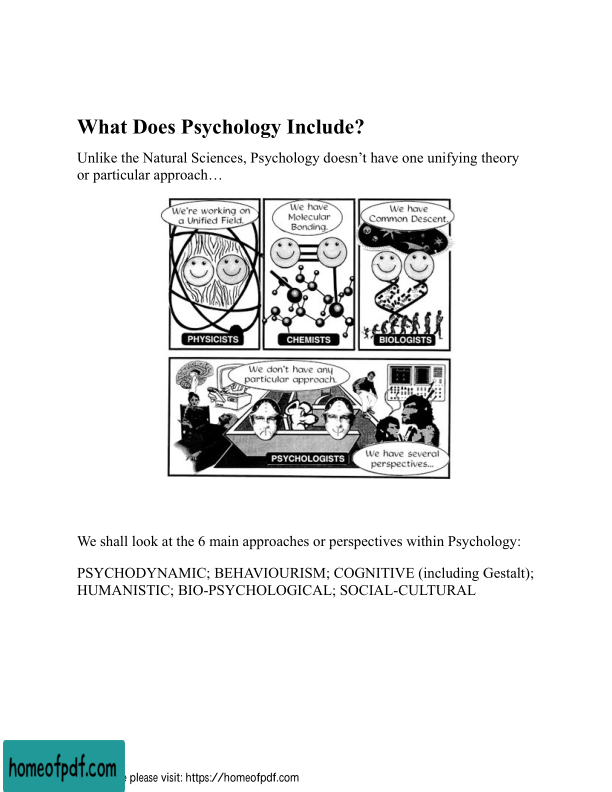 What Does Psychology Include?
Unlike the Natural Sciences, Psychology doesn’t have one unifying theory
or particular approach…
We're working on
a Unified Field.
PHYSICISTS
We have
Molecular
Bonding.
CHEMISTS
We have
Common Descent.
BIOLOGISTS
We don't have any
particular approach.
PSYCHOLOGISTS
We have several
perspectives...
We shall look at the 6 main approaches or perspectives within Psychology:
PSYCHODYNAMIC; BEHAVIOURISM; COGNITIVE (including Gestalt);
HUMANISTIC; BIO-PSYCHOLOGICAL; SOCIAL-CULTURAL
homeofpdf.com
please visit: https://homeofpdf.com